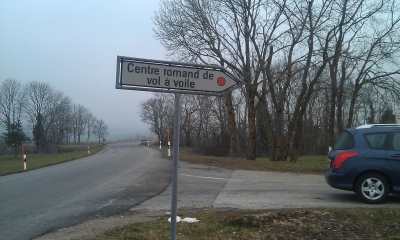 Centre romand de
vol à voile